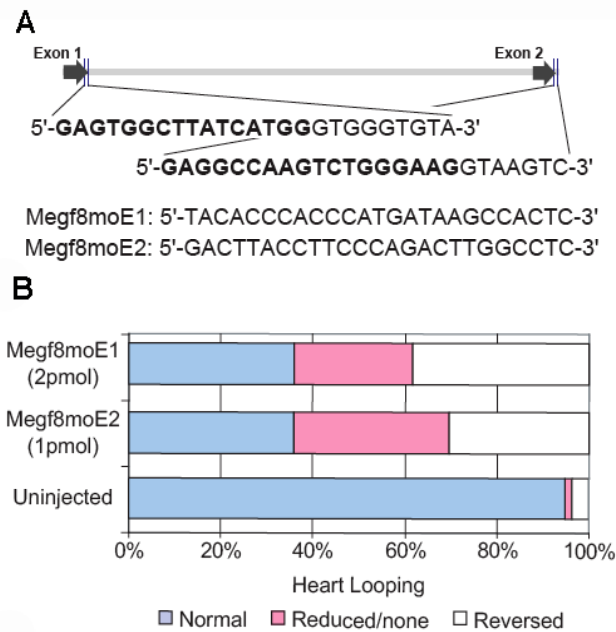 A
Exon 1 Exon 2
5'-GAGTGGCTTATCATGGGTGGGTGTA-3'
5'-GAGGCCAAGTCTGGGAAGGTAAGTC-3'
Megf8moE1: 5'-TACACCCACCCATGATAAGCCACTC-3'
Megf8moE2: 5'-GACTTACCTTCCCAGACTTGGCCTC-3'
B
Megf8moE1
(2pmol)
Megf8moE2
(1pmol)
Uninjected
0% 20% 40% 60% 80% 100%
Heart Looping
Normal Reduced/none Reversed